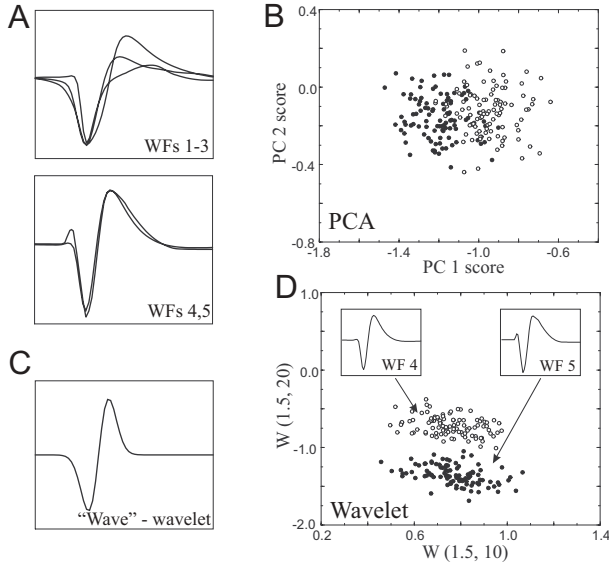 A
WFs 1-3
WFs 4,5
B
PC 2 score
0.4
0.0
-0.4
-0.8
-1.8
-1.4
-1.0
-0.6
PCA
PC 1 score
C
“Wave” - wavelet
D
W (1.5, 20)
1.0
0.0
-1.0
-2.0
WF 4
WF 5
Wavelet
0.2
0.6
1.0
1.4
W (1.5, 10)